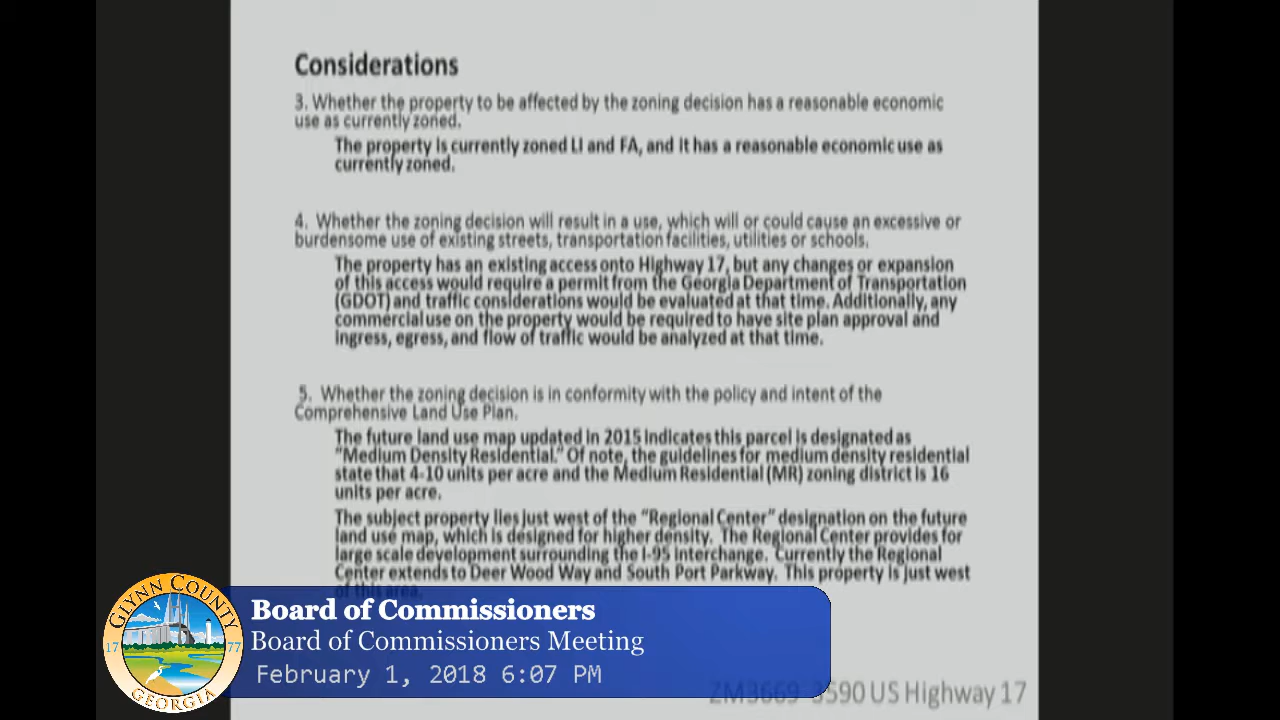 Considerations
3. Whether the property to be affected by the zoning decision has a reasonable economic
use as currently zoned.
The property is currently zoned LI and FA, and it has a reasonable economic use as
currently zoned.
4. Whether the zoning decision will result in a use, which will or could cause an excessive or
burdensome use of existing streets, transportation facilities, utilities or schools.
The property has an existing access onto Highway 17, but any changes or expansion
of this access would require a permit from the Georgia Department of Transportation
(GDOT) and traffic considerations would be evaluated at that time. Additionally, any
commercial use on the property would be required to have site plan approval and
ingress, egress, and flow of traffic would be analyzed at that time.
5. Whether the zoning decision is in conformity with the policy and intent of the
Comprehensive Land Use Plan.
The future land use map updated in 2015 indicates this parcel is designated as
"Medium Density Residential." Of note, the guidelines for medium density residential
state that 4-10 units per acre and the Medium Residential (MR) zoning district is 16
units per acre.
The subject property lies just west of the "Regional Center" designation on the future
land use map, which is designed for higher density. The Regional Center provides for
large scale development surrounding the I-95 interchange. Currently the Regional
Center extends to Deer Wood Way and South Port Parkway. This property is just west
of this area.
GLYNN COUNTY
1777
GEORGIA
Board of Commissioners
Board of Commissioners Meeting
February 1, 2018 6:07 PM
ZM3669 3590 US Highway 17